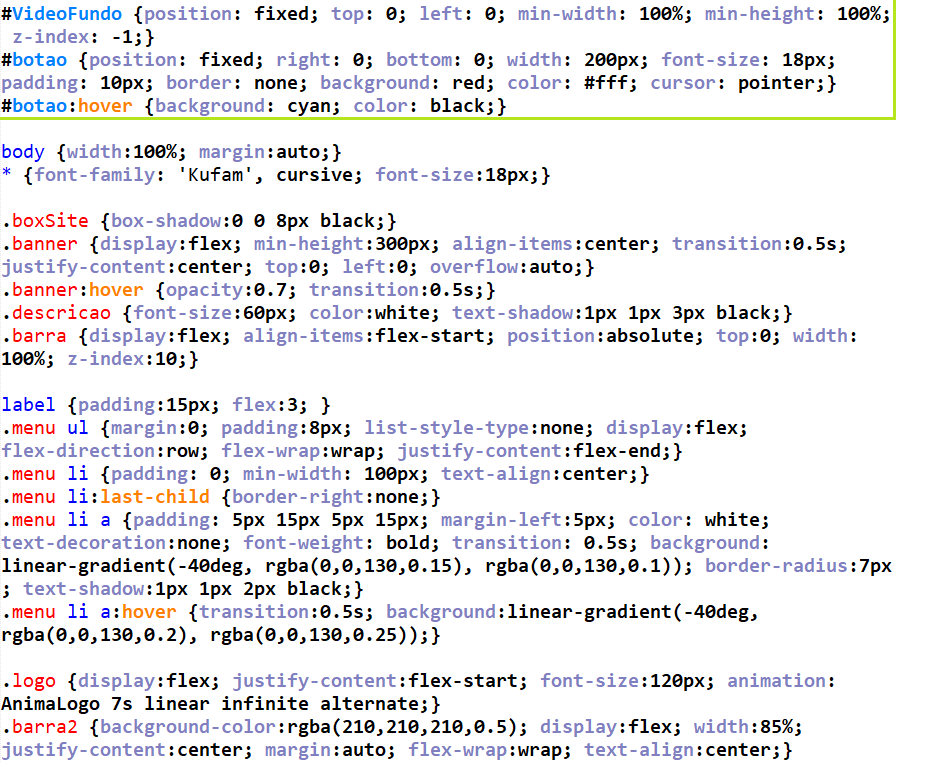 #VideoFundo {position: fixed; top: 0; left: 0; min-width: 100%; min-height: 100%;
z-index: -1;}
#botao {position: fixed; right: 0; bottom: 0; width: 200px; font-size: 18px;
padding: 10px; border: none; background: red; color: #fff; cursor: pointer;}
#botao:hover {background: cyan; color: black;}
body {width:100%; margin:auto;}
* {font-family: 'Kufam', cursive; font-size:18px;}
.boxSite {box-shadow:0 0 8px black;}
.banner {display:flex; min-height:300px; align-items:center; transition:0.5s;
justify-content:center; top:0; left:0; overflow:auto;}
.banner:hover {opacity:0.7; transition:0.5s;}
.descricao {font-size:60px; color:white; text-shadow:1px 1px 3px black;}
.barra {display:flex; align-items:flex-start; position:absolute; top:0; width:
100%; z-index:10;}
label {padding:15px; flex:3; }
.menu ul {margin:0; padding:8px; list-style-type:none; display:flex;
flex-direction:row; flex-wrap:wrap; justify-content:flex-end;}
.menu li {padding: 0; min-width: 100px; text-align:center;}
.menu li:last-child {border-right:none;}
.menu li a {padding: 5px 15px 5px 15px; margin-left:5px; color: white;
text-decoration:none; font-weight: bold; transition: 0.5s; background:
linear-gradient(-40deg, rgba(0,0,130,0.15), rgba(0,0,130,0.1)); border-radius:7px
; text-shadow:1px 1px 2px black;}
.menu li a:hover {transition:0.5s; background:linear-gradient(-40deg,
rgba(0,0,130,0.2), rgba(0,0,130,0.25));}
.logo {display:flex; justify-content:flex-start; font-size:120px; animation:
AnimaLogo 7s linear infinite alternate;}
.barra2 {background-color:rgba(210,210,210,0.5); display:flex; width:85%;
justify-content:center; margin:auto; flex-wrap:wrap; text-align:center;}